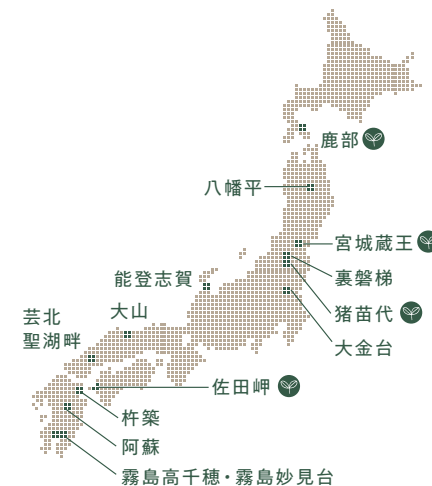 鹿部
八幡平
宮城蔵王
裏磐梯
能登志賀
猪苗代
大山
芸北
聖湖畔
大金台
佐田岬
杵築
阿蘇
霧島高千穂・霧島妙見台